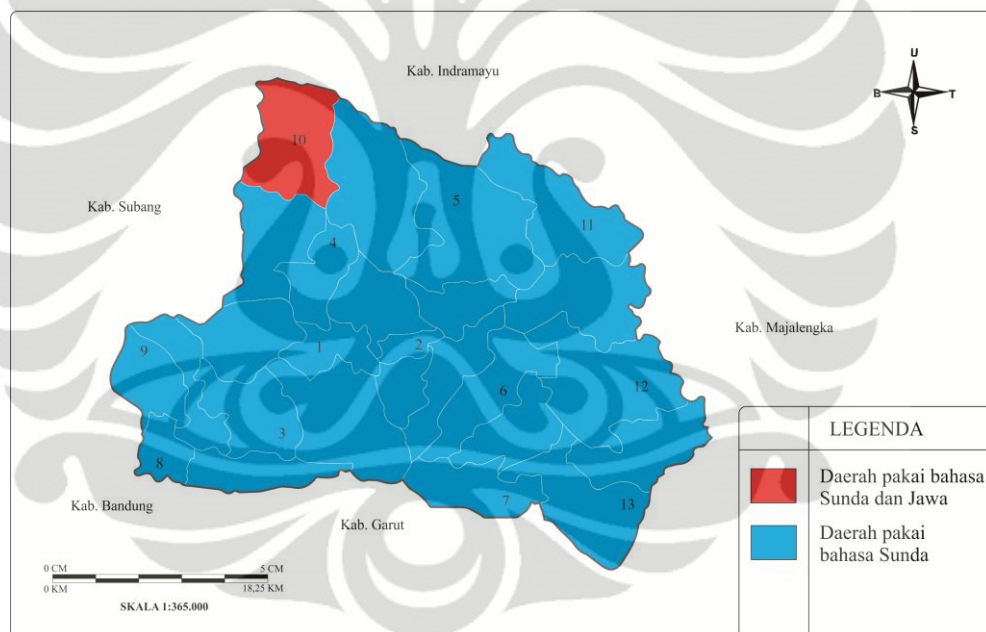 Kab. Indramayu
U
B
T
S
10
5
Kab. Subang
11
4
Kab. Majalengka
1
2
9
6
12
3
LEGENDA
8
7
13
Daerah pakai bahasa
Sunda dan Jawa
Kab. Bandung
Kab. Garut
Daerah pakai
bahasa Sunda
0 CM
5 CM
0 KM
18,25 KM
SKALA 1:365.000